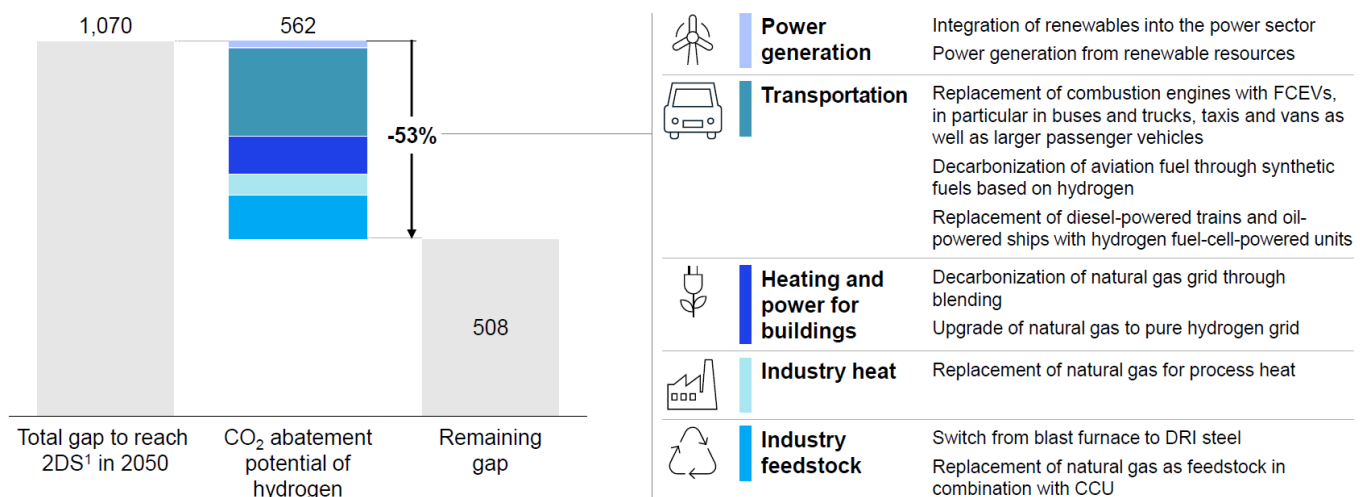 1,070
562
-53%
508
Total gap to reach
2DS¹ in 2050
CO₂ abatement
potential of
hydrogen
Remaining
gap
Power
generation
Integration of renewables into the power sector
Power generation from renewable resources
Transportation
Replacement of combustion engines with FCEVs,
in particular in buses and trucks, taxis and vans as
well as larger passenger vehicles
Decarbonization of aviation fuel through synthetic
fuels based on hydrogen
Replacement of diesel-powered trains and oil-
powered ships with hydrogen fuel-cell-powered units
Heating and
power for
buildings
Decarbonization of natural gas grid through
blending
Upgrade of natural gas to pure hydrogen grid
Industry heat
Replacement of natural gas for process heat
Industry
feedstock
Switch from blast furnace to DRI steel
Replacement of natural gas as feedstock in
combination with CCU